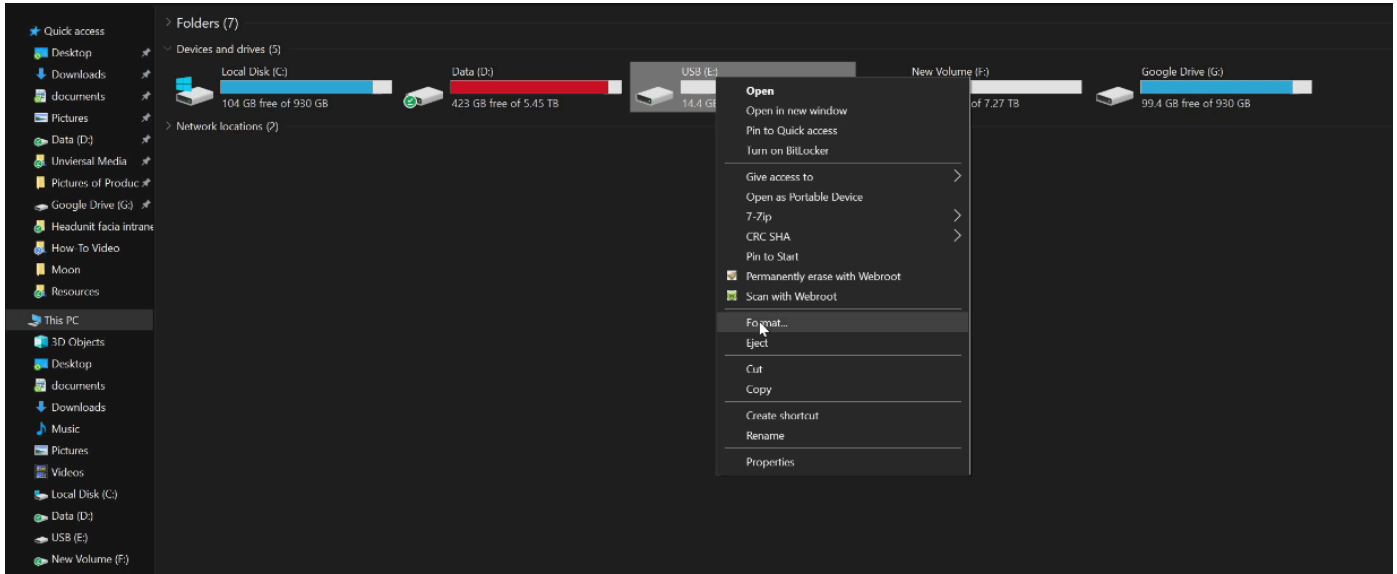 Quick access
Desktop
Downloads
documents
Pictures
Data (D:)
Unviersal Media
Pictures of Produc
Google Drive (G:)
Headunit facia intrane
How-To Video
Moon
Resources
This PC
3D Objects
Desktop
documents
Downloads
Music
Pictures
Videos
Local Disk (C:)
Data (D:)
USB (E:)
New Volume (F:)
Folders (7)
Devices and drives (5)
Local Disk (C:)
104 GB free of 930 GB
Data (D:)
423 GB free of 5.45 TB
USB (E:)
14.4 GB
New Volume (F:)
of 7.27 TB
Google Drive (G:)
99.4 GB free of 930 GB
Network locations (2)
Open
Open in new window
Pin to Quick access
Turn on BitLocker
Give access to
Open as Portable Device
7-Zip
CRC SHA
Pin to Start
Permanently erase with Webroot
Scan with Webroot
Format...
Eject
Cut
Copy
Create shortcut
Rename
Properties